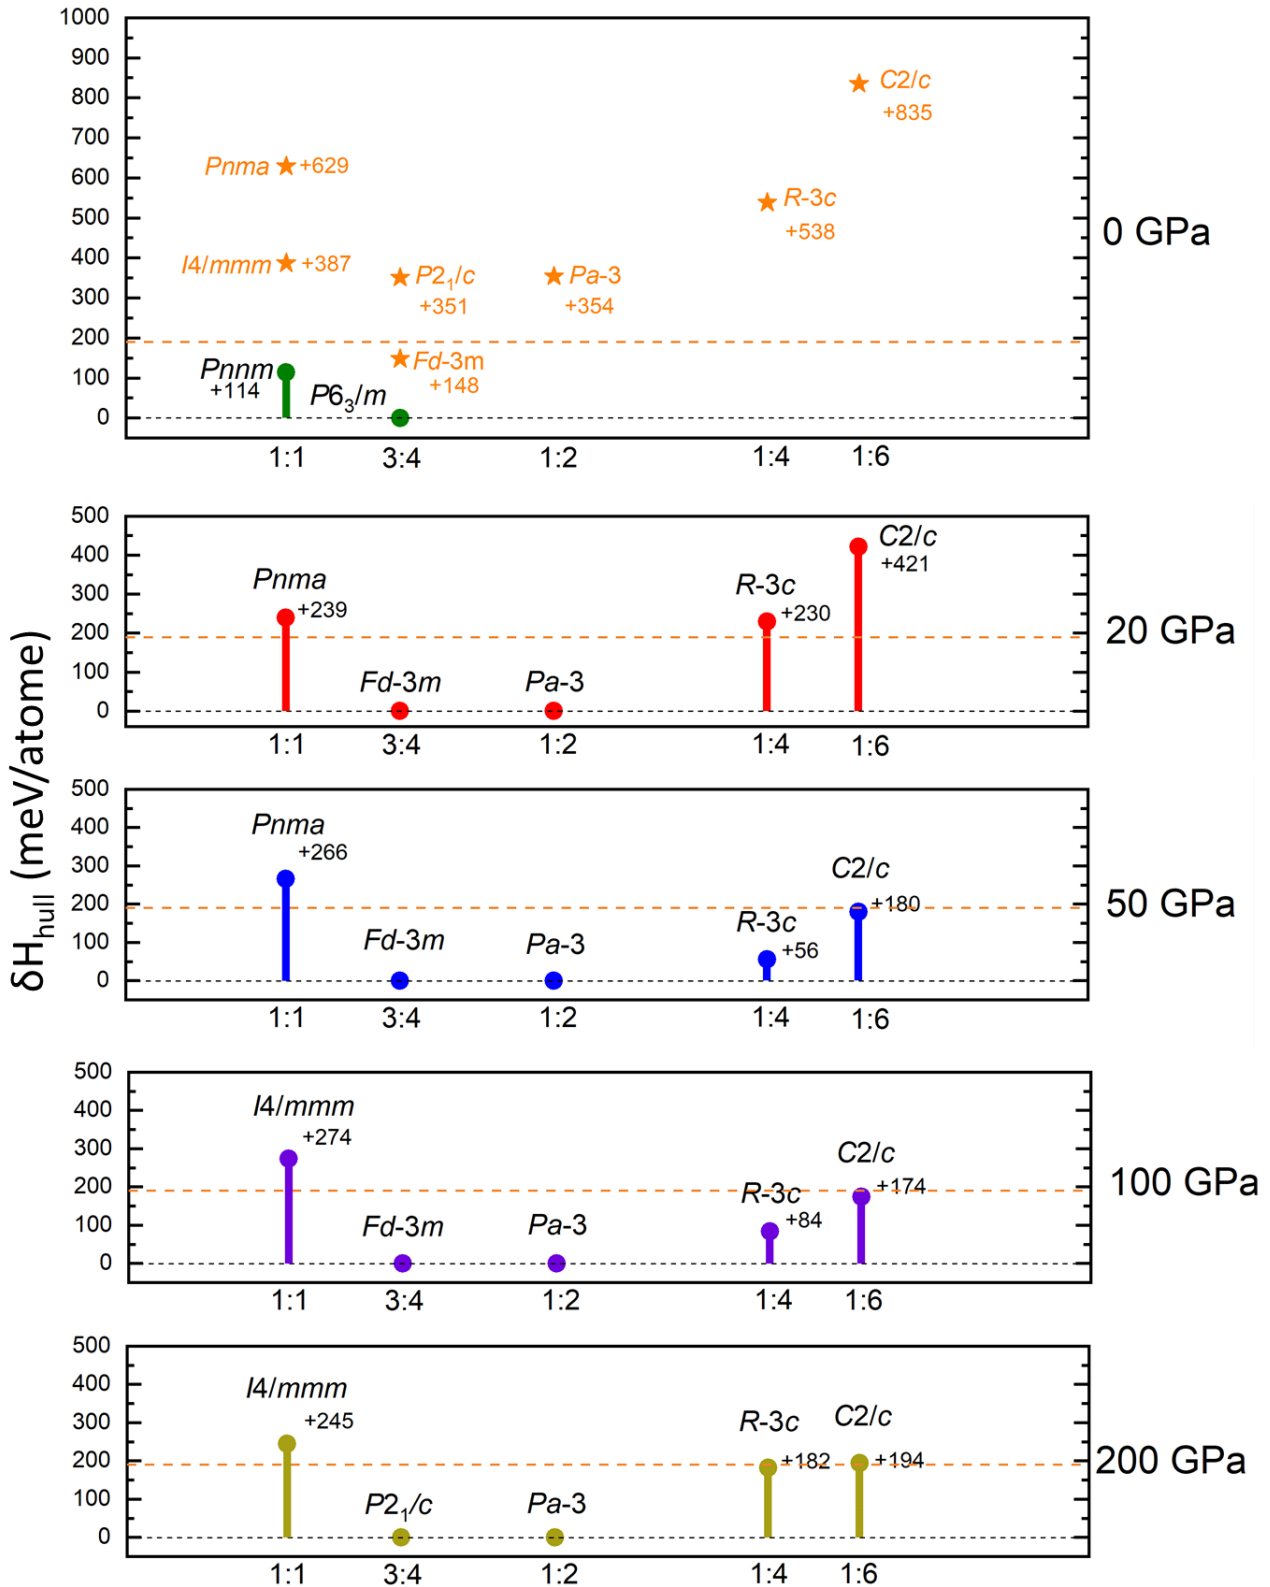 δH_hull (meV/atome)
1000
900
800
700
600
500
400
300
200
100
0
C2/c
+835
Pnma +629
R-3c
+538
I4/mmm +387
P2₁/c
+351
Pa-3
+354
Fd-3m
+148
Pnnm
+114
P6₃/m
1:1 3:4 1:2 1:4 1:6
0 GPa
500
400
300
200
100
0
C2/c
+421
Pnma
+239
R-3c
+230
Fd-3m
Pa-3
1:1 3:4 1:2 1:4 1:6
20 GPa
500
400
300
200
100
0
Pnma
+266
C2/c
+180
R-3c
+56
Fd-3m
Pa-3
1:1 3:4 1:2 1:4 1:6
50 GPa
500
400
300
200
100
0
I4/mmm
+274
C2/c
+174
R-3c
+84
Fd-3m
Pa-3
1:1 3:4 1:2 1:4 1:6
100 GPa
500
400
300
200
100
0
I4/mmm
+245
R-3c
+182
C2/c
+194
P2₁/c
Pa-3
1:1 3:4 1:2 1:4 1:6
200 GPa